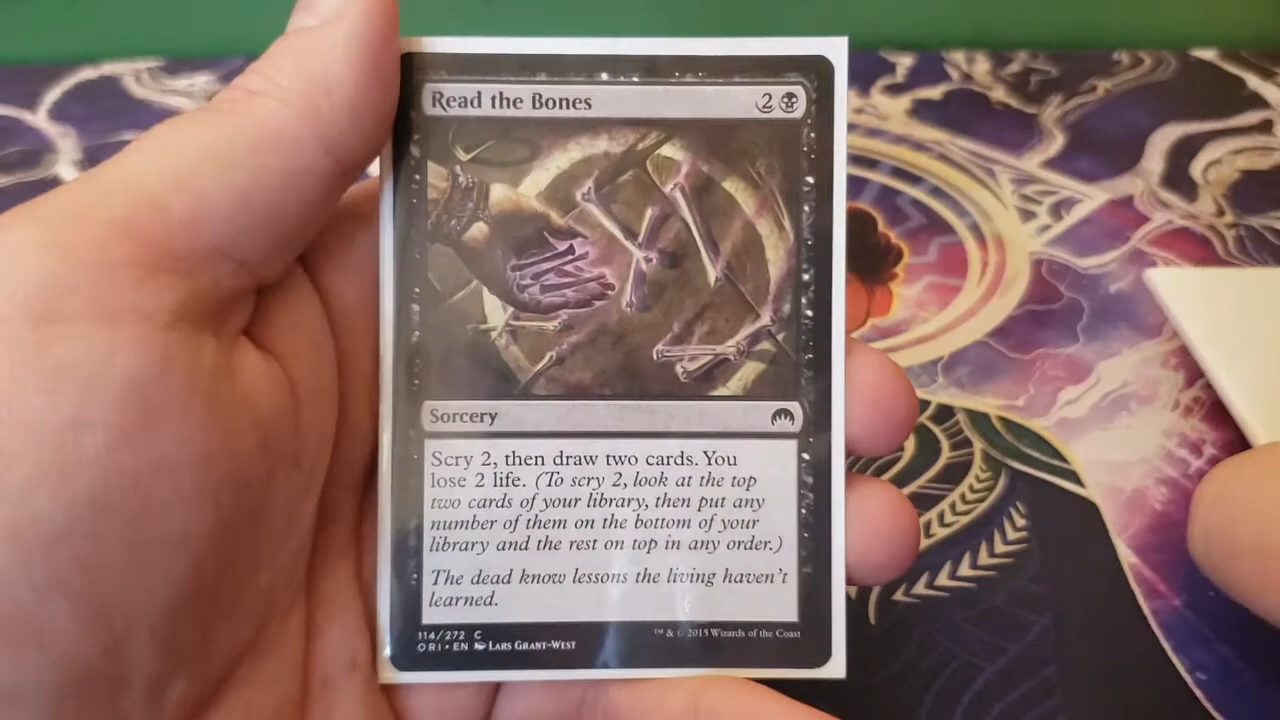 Read the Bones 2
Sorcery
Scry 2, then draw two cards. You
lose 2 life. (To scry 2, look at the top
two cards of your library, then put any
number of them on the bottom of your
library and the rest on top in any order.)
The dead know lessons the living haven't
learned.
114/272 C
ORI • EN Lars Grant-West
™ & © 2015 Wizards of the Coast